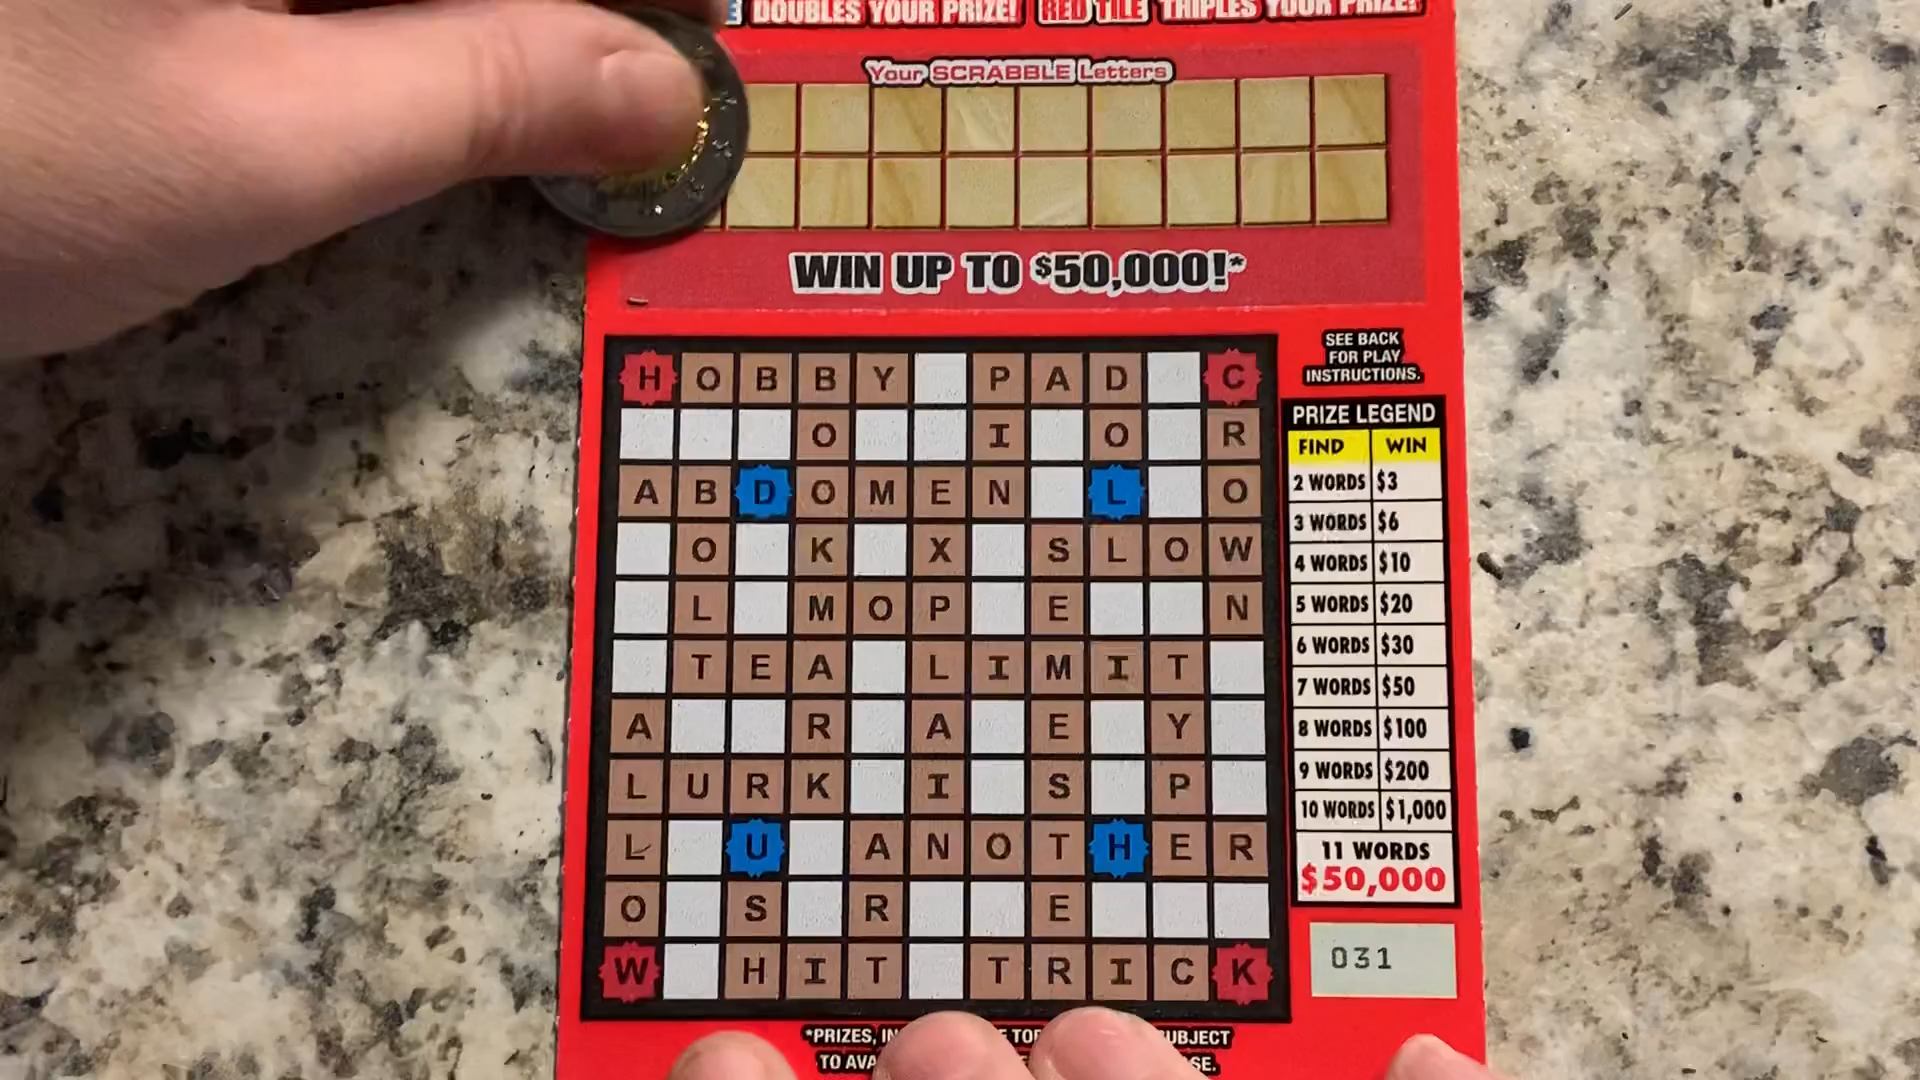 DOUBLES YOUR PRIZE! RED TILE TRIPLES YOUR PRIZE!
Your SCRABBLE Letters
WIN UP TO $50,000!*
SEE BACK
FOR PLAY
INSTRUCTIONS.
H O B B Y P A D C
O I O R
A B D O M E N L O
O K X S L O W
L M O P E N
T E A L I M I T
A R A E Y
L U R K I S P
L U A N O T H E R
O S R E
W H I T T R I C K
PRIZE LEGEND
FIND WIN
2 WORDS $3
3 WORDS $6
4 WORDS $10
5 WORDS $20
6 WORDS $30
7 WORDS $50
8 WORDS $100
9 WORDS $200
10 WORDS $1,000
11 WORDS
$50,000
031
*PRIZES,
TO